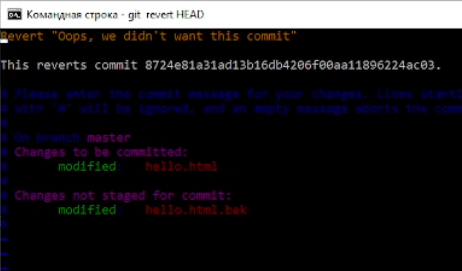 Командная строка - git revert HEAD
Revert "Oops, we didn't want this commit"
This reverts commit 8724e81a31ad13b16db4206f00aa11896224ac03.
# Please enter the commit message for your changes. Lines starti
# with '#' will be ignored, and an empty message aborts the comm
#
# On branch master
# Changes to be committed:
# modified hello.html
#
# Changes not staged for commit:
# modified hello.html.bak
#
~
~